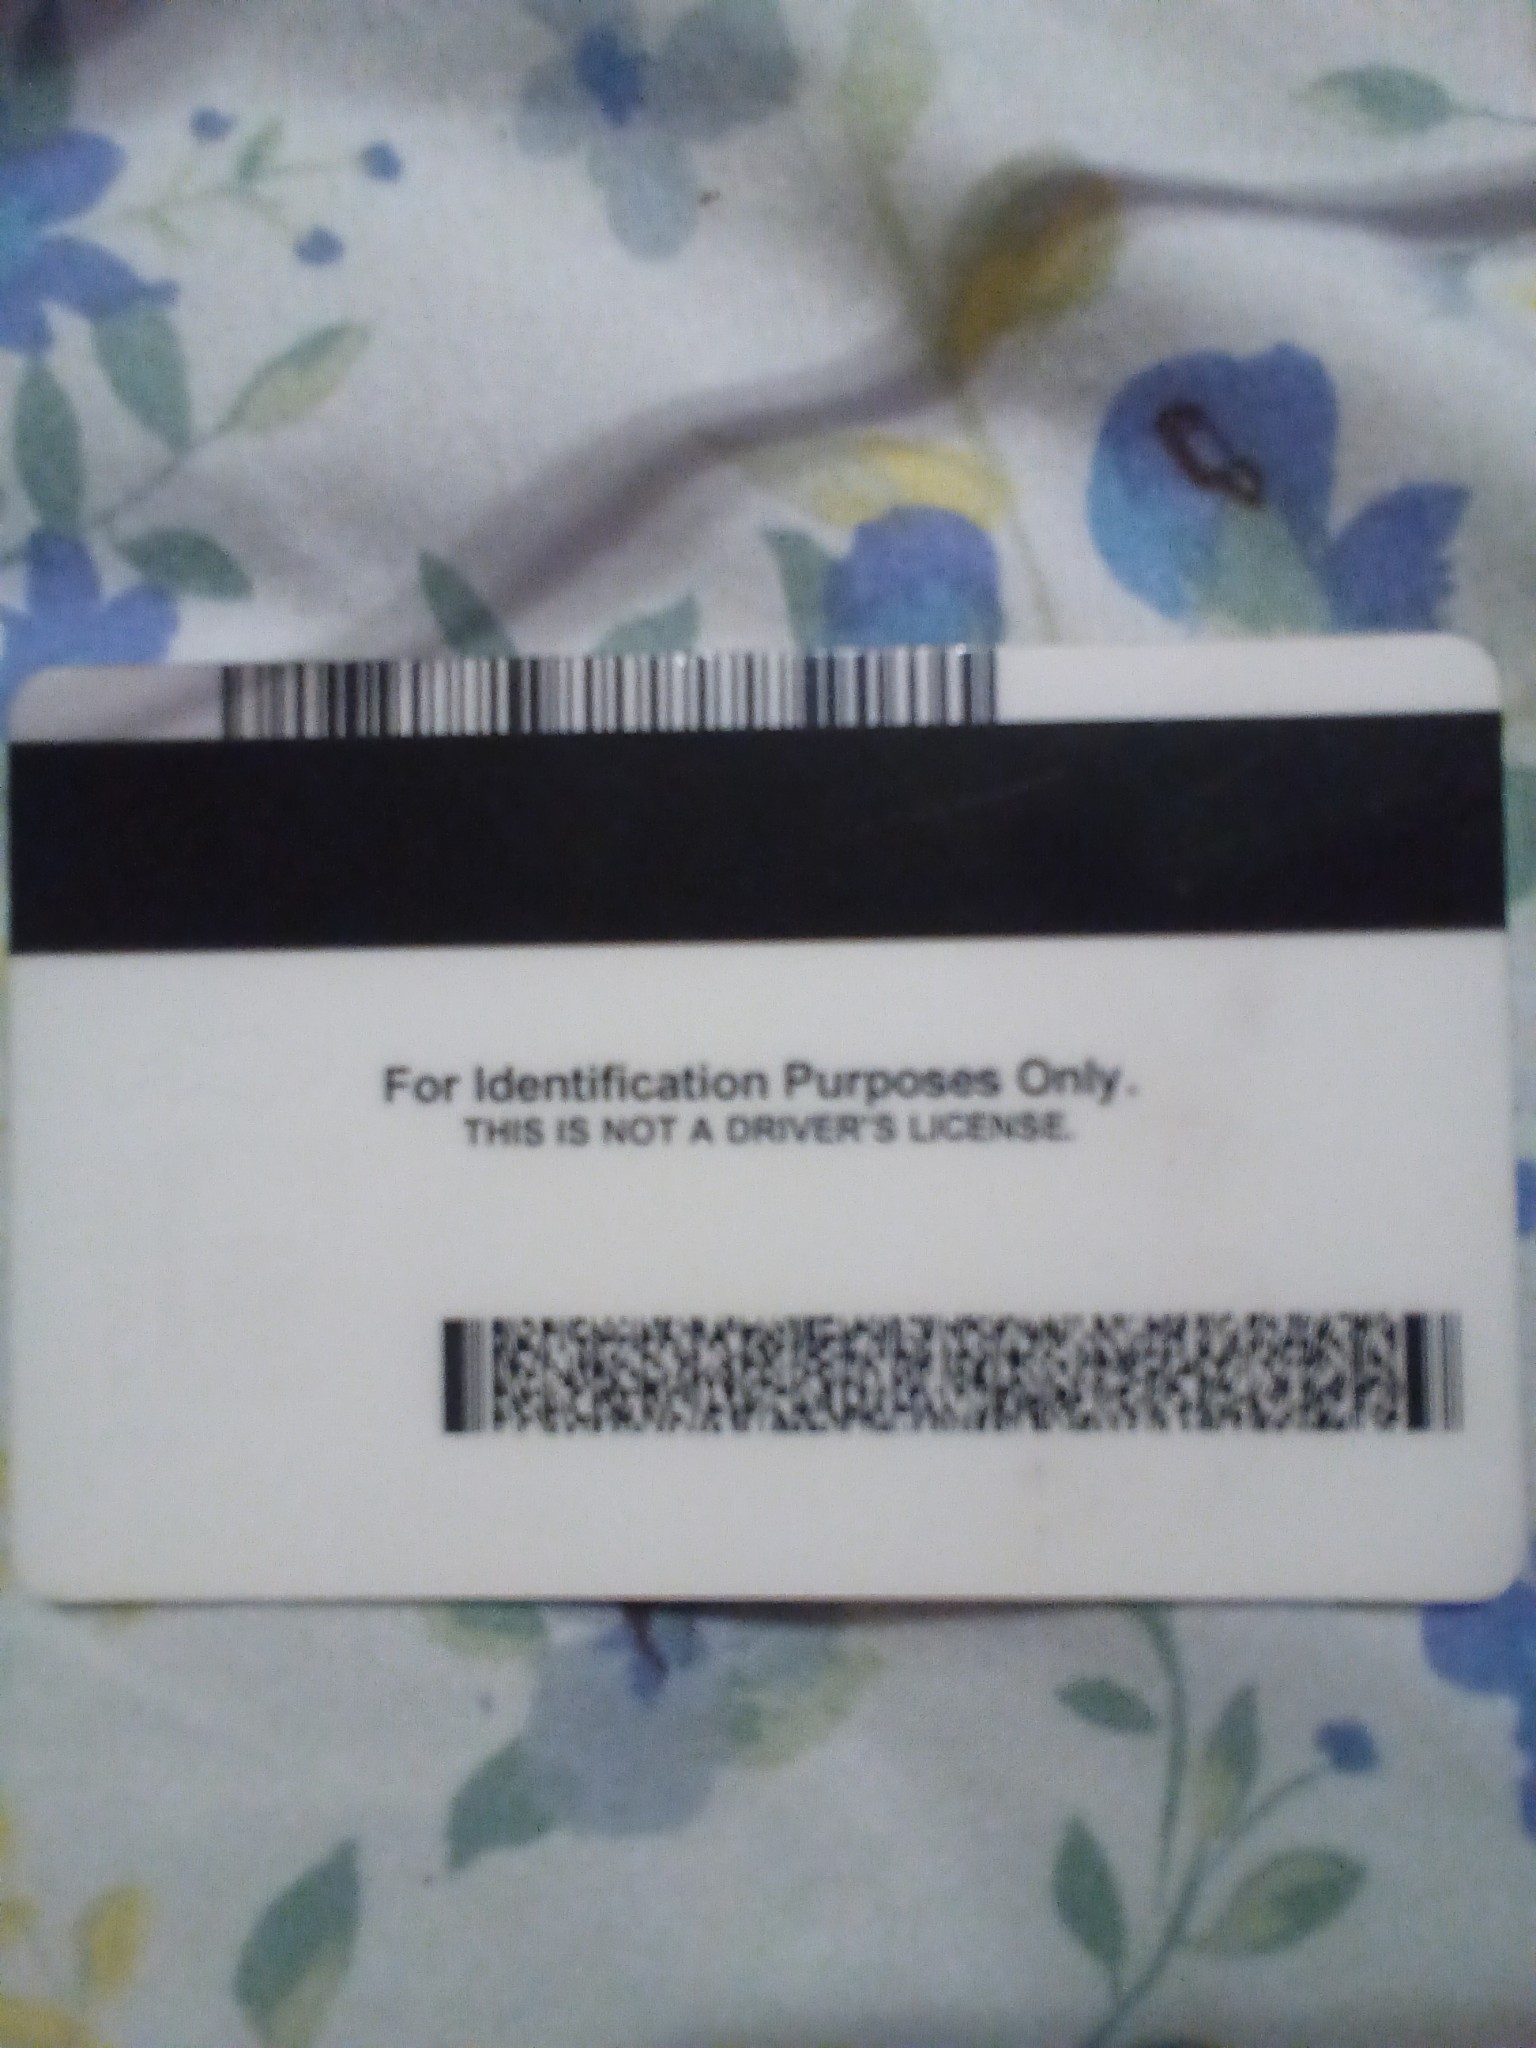 For Identification Purposes Only.
THIS IS NOT A DRIVER'S LICENSE.